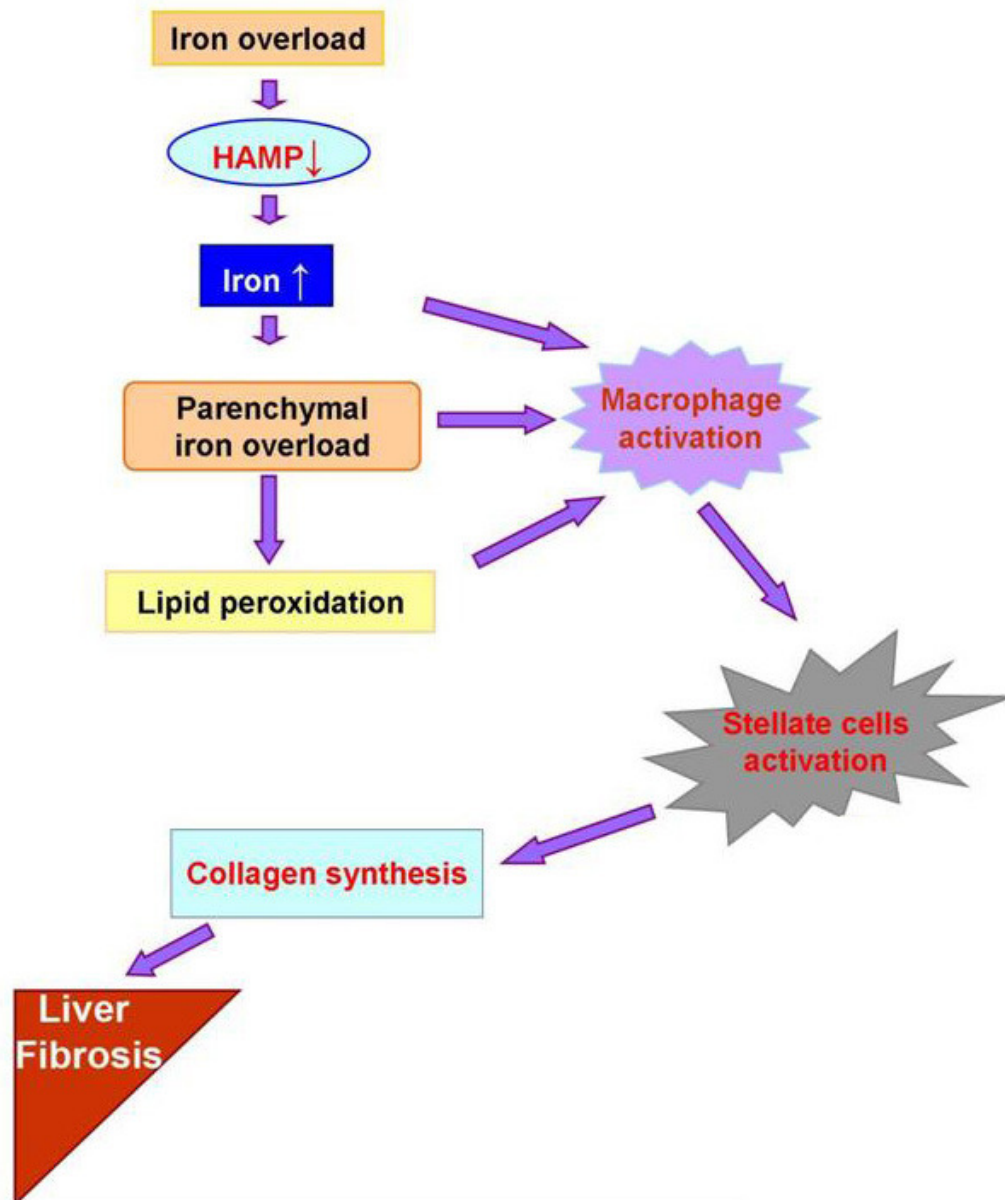 Iron overload
HAMP↓
Iron ↑
Parenchymal
iron overload
Macrophage
activation
Lipid peroxidation
Stellate cells
activation
Collagen synthesis
Liver
Fibrosis